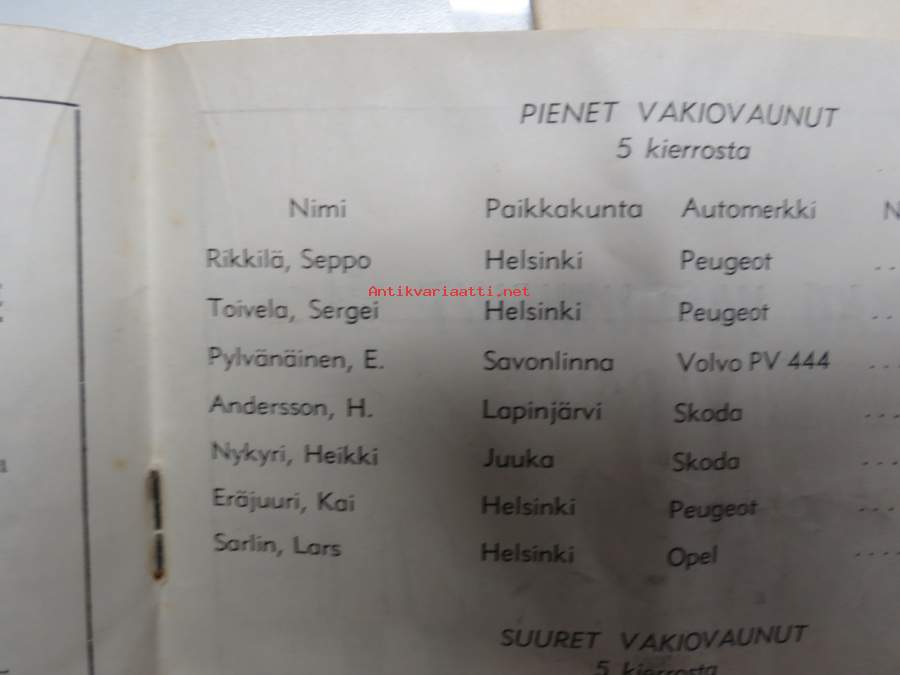 PIENET VAKIOVAUNUT
5 kierrosta
Nimi Paikkakunta Automerkki N
Rikkilä, Seppo Helsinki Peugeot ..
Antikvariaatti.net
Toivela, Sergei Helsinki Peugeot ..
Pylvänäinen, E. Savonlinna Volvo PV 444 ...
Andersson, H. Lapinjärvi Skoda ...
Nykyri, Heikki Juuka Skoda ...
Eräjuuri, Kai Helsinki Peugeot ...
Sarlin, Lars Helsinki Opel ....
SUURET VAKIOVAUNUT
5 kierrosta